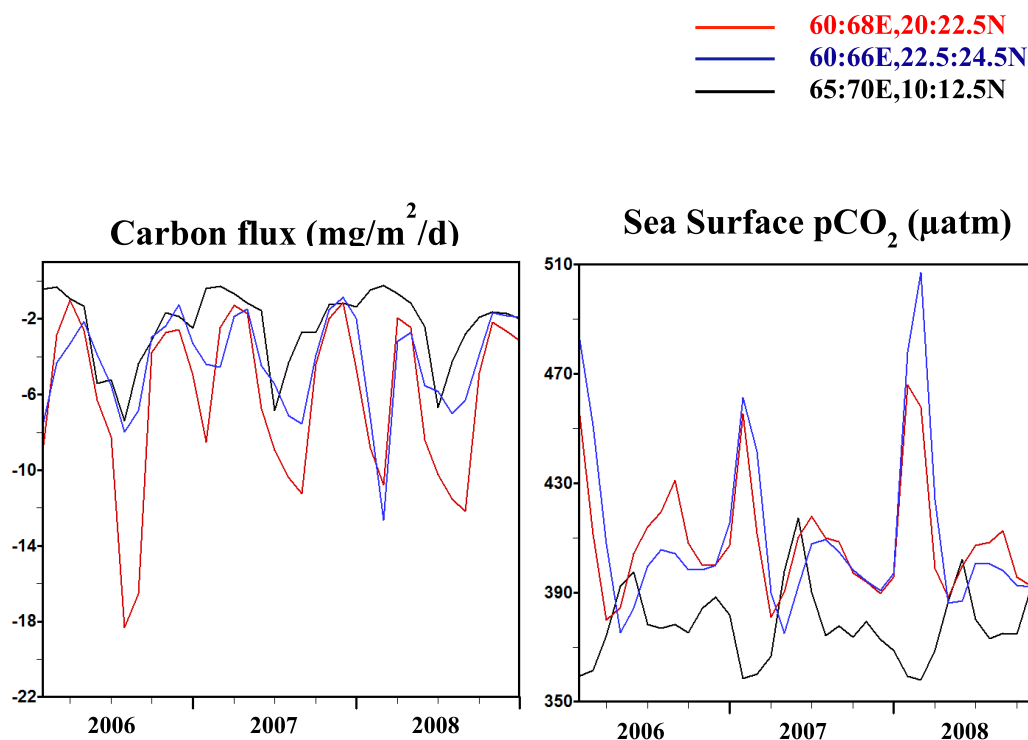 60:68E,20:22.5N
60:66E,22.5:24.5N
65:70E,10:12.5N
Carbon flux (mg/m²/d)
Sea Surface pCO₂ (μatm)
-2
-6
-10
-14
-18
-22
2006 2007 2008
510
470
430
390
350
2006 2007 2008